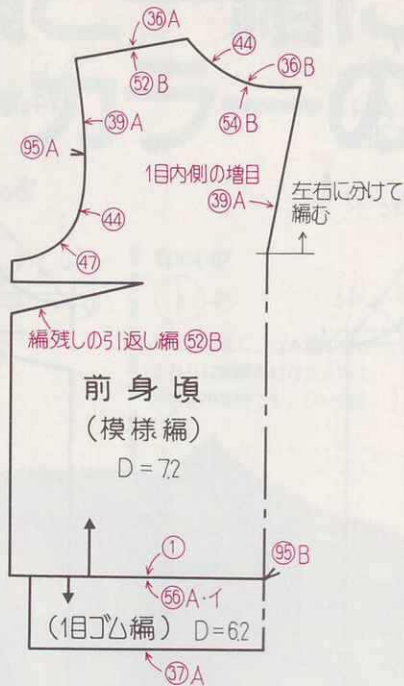 ㊱A
㊹
52B
㊱B
54B
㊴A
95A
1目内側の増目
㊴A
左右に分けて
編む
㊹
㊼
編残しの引返し編 52B
前身頃
(模様編)
D=7.2
①
95B
56A・イ
(1目ゴム編) D=6.2
㊲A